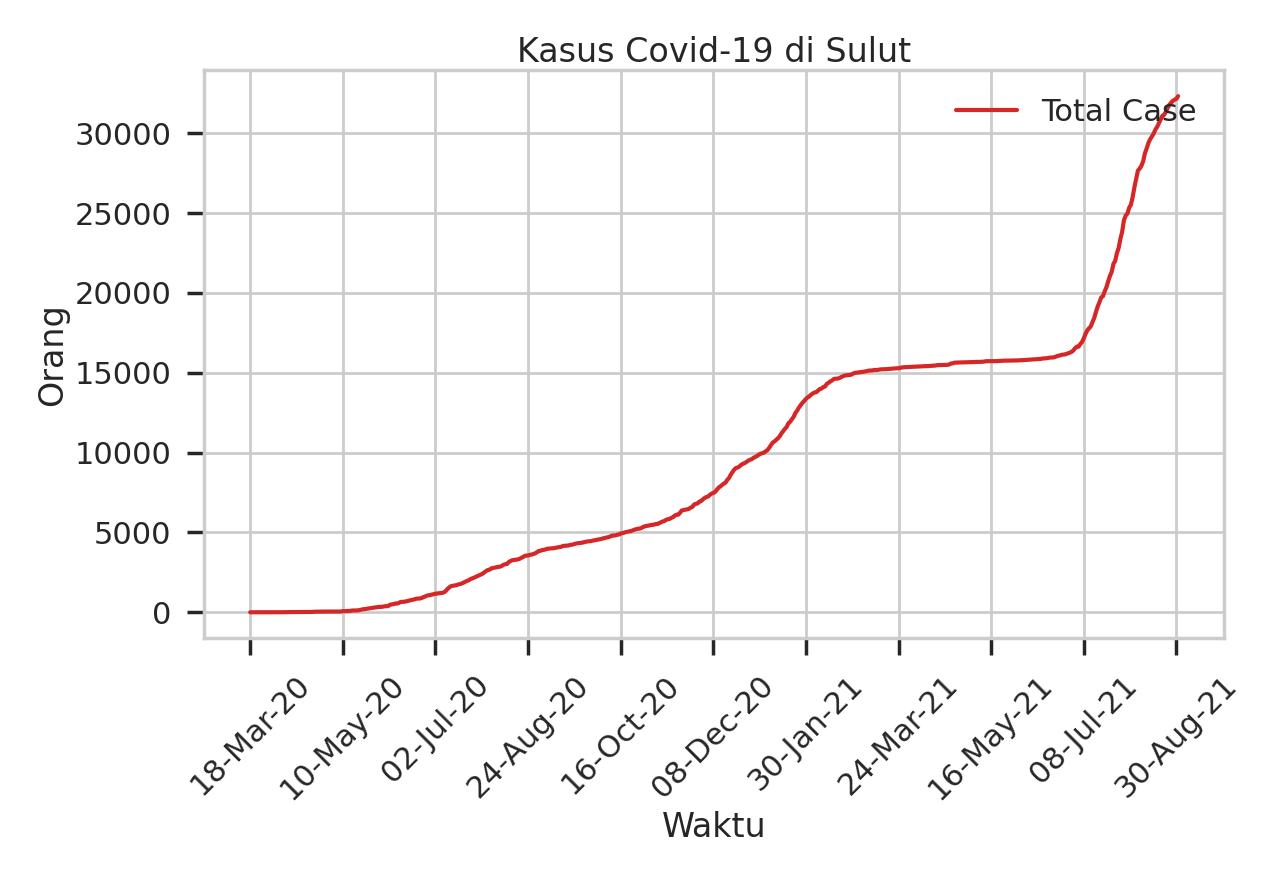 Kasus Covid-19 di Sulut
Total Case
Orang
30000
25000
20000
15000
10000
5000
0
18-Mar-20
10-May-20
02-Jul-20
24-Aug-20
16-Oct-20
08-Dec-20
30-Jan-21
24-Mar-21
16-May-21
08-Jul-21
30-Aug-21
Waktu